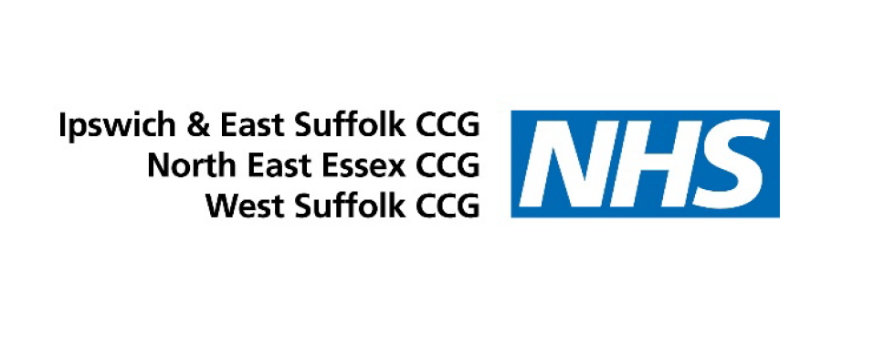 Ipswich & East Suffolk CCG
North East Essex CCG
West Suffolk CCG
NHS